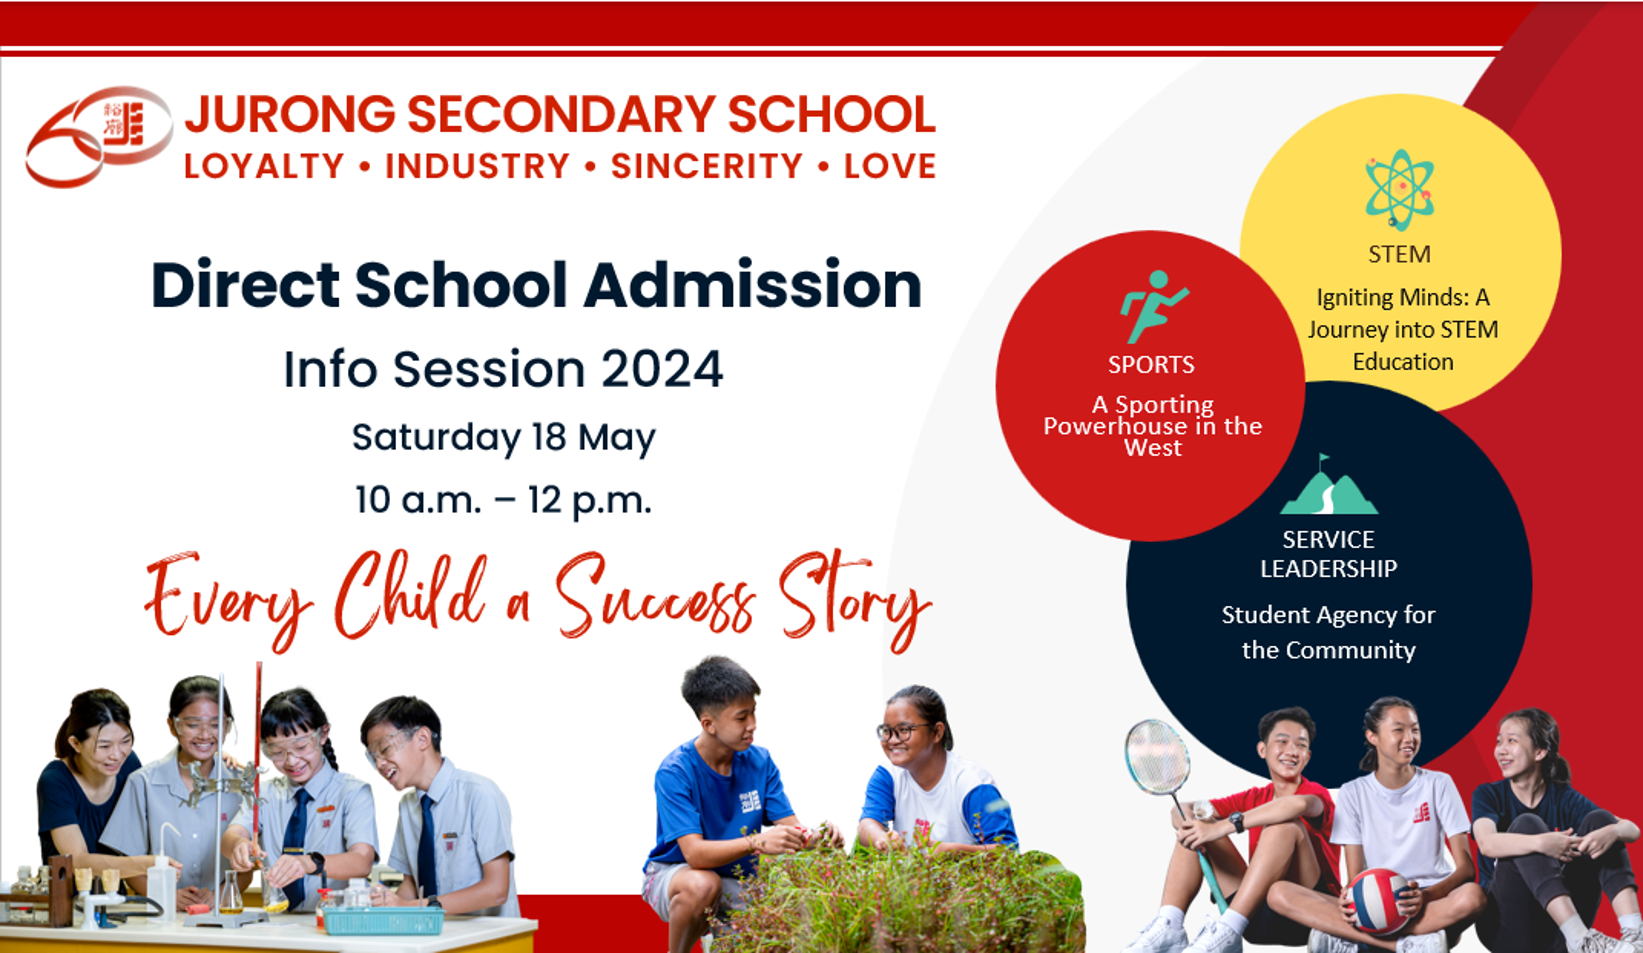 裕廊
JURONG SECONDARY SCHOOL
LOYALTY • INDUSTRY • SINCERITY • LOVE
Direct School Admission
Info Session 2024
Saturday 18 May
10 a.m. – 12 p.m.
Every Child a Success Story
STEM
Igniting Minds: A
Journey into STEM
Education
SPORTS
A Sporting
Powerhouse in the
West
SERVICE
LEADERSHIP
Student Agency for
the Community